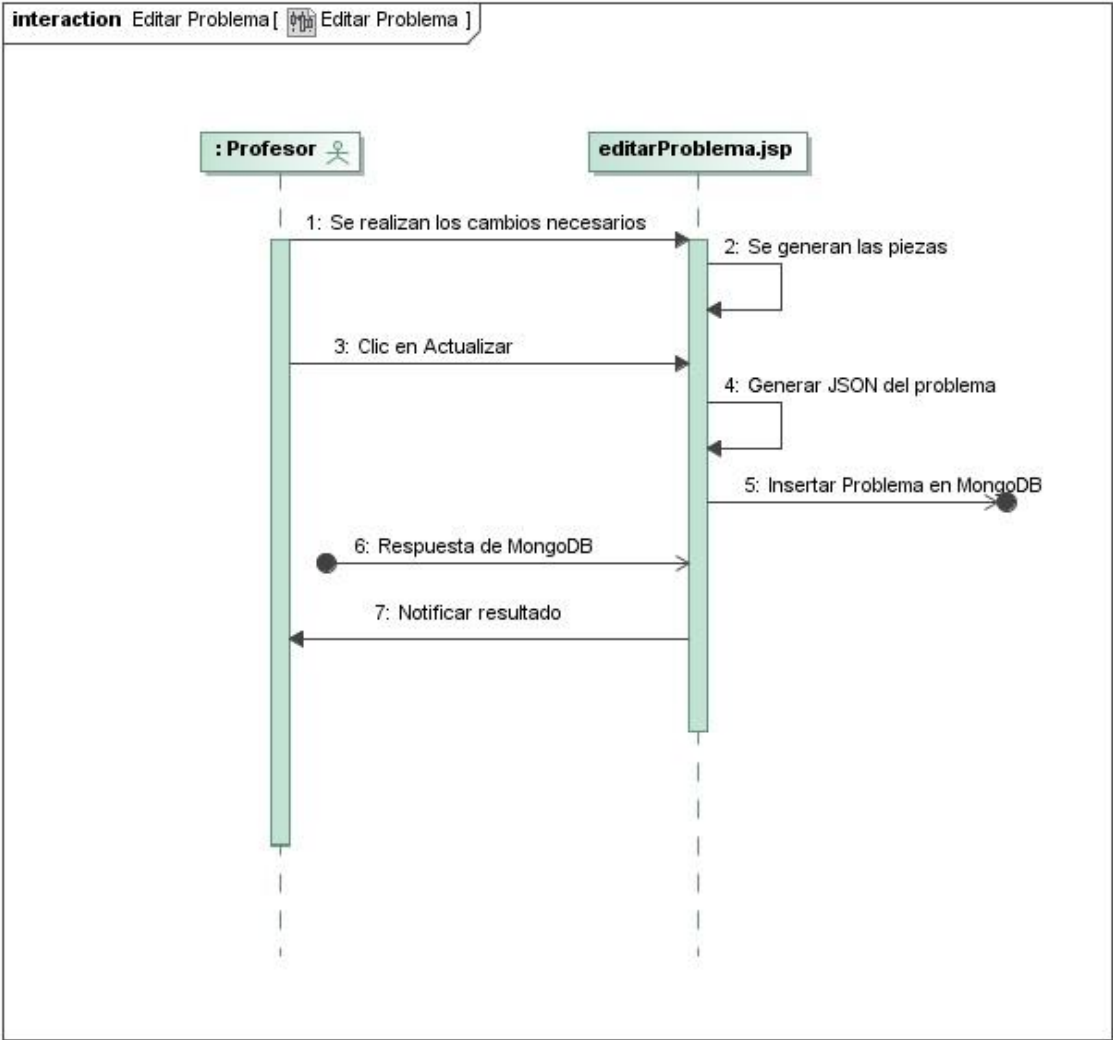 interaction Editar Problema [ Editar Problema ]
: Profesor
editarProblema.jsp
1: Se realizan los cambios necesarios
2: Se generan las piezas
3: Clic en Actualizar
4: Generar JSON del problema
5: Insertar Problema en MongoDB
6: Respuesta de MongoDB
7: Notificar resultado